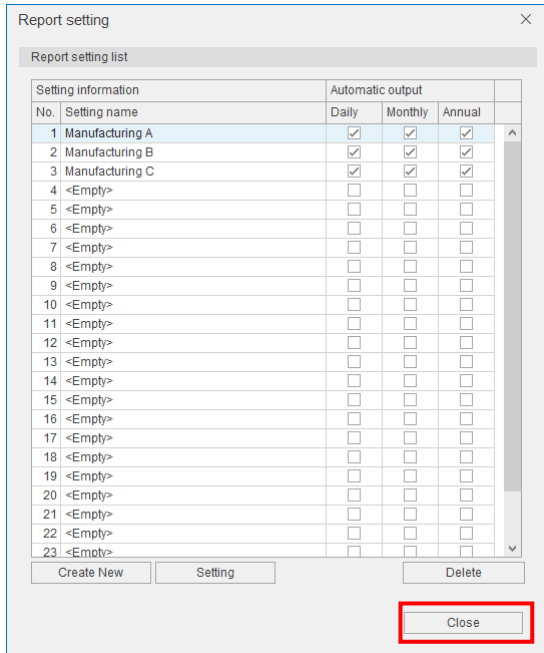 Report setting
Report setting list
Setting information Automatic output
No. Setting name Daily Monthly Annual
1 Manufacturing A
2 Manufacturing B
3 Manufacturing C
4 <Empty>
5 <Empty>
6 <Empty>
7 <Empty>
8 <Empty>
9 <Empty>
10 <Empty>
11 <Empty>
12 <Empty>
13 <Empty>
14 <Empty>
15 <Empty>
16 <Empty>
17 <Empty>
18 <Empty>
19 <Empty>
20 <Empty>
21 <Empty>
22 <Empty>
23 <Empty>
Create New Setting Delete
Close